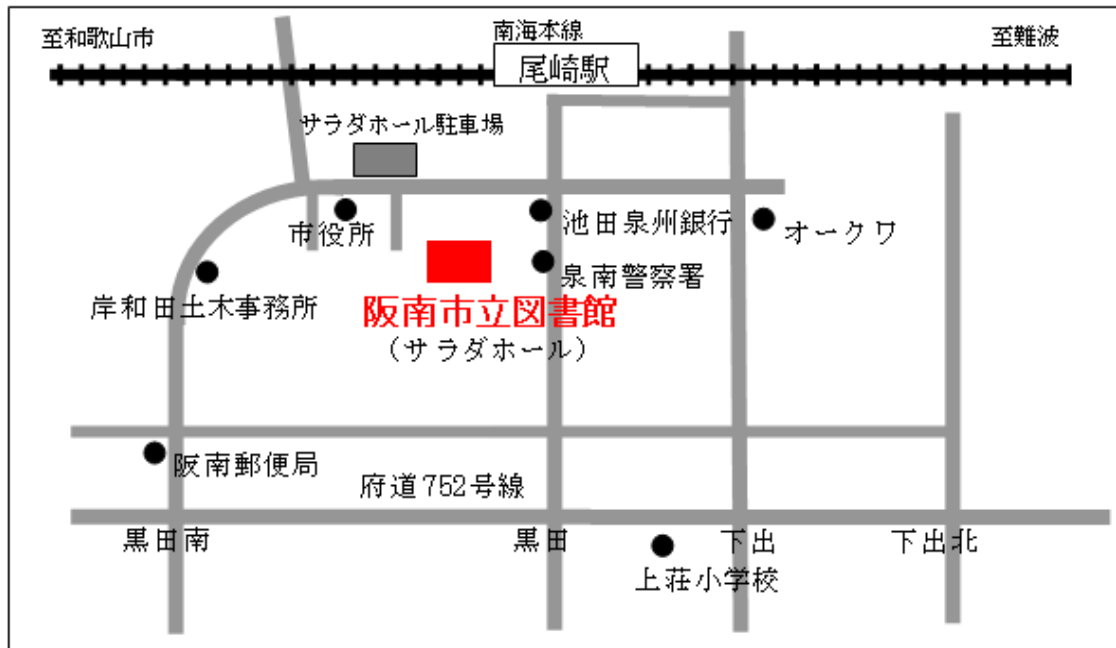 南海本線
至和歌山市
至難波
尾崎駅
サラダホール駐車場
市役所
池田泉州銀行
オークワ
泉南警察署
岸和田土木事務所
阪南市立図書館
(サラダホール)
阪南郵便局
府道752号線
黒田南
黒田
下出
下出北
上荘小学校